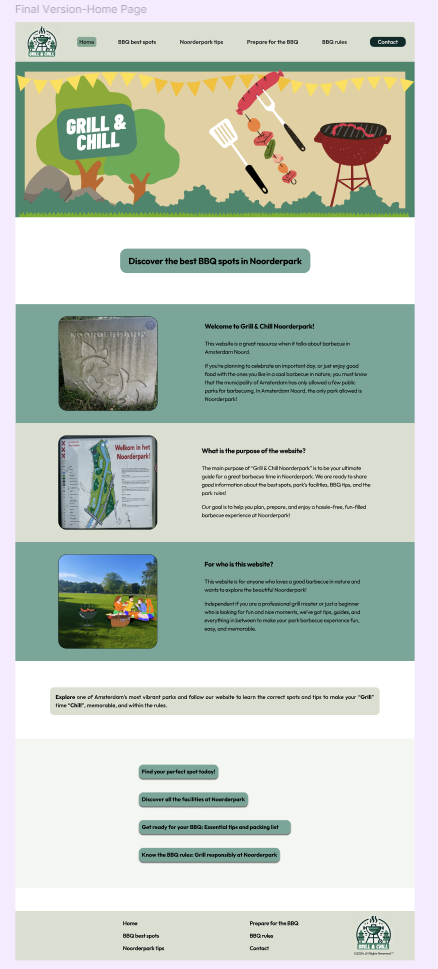 Final Version-Home Page
GRILL & CHILL
Home
BBQ best spots
Noorderpark tips
Prepare for the BBQ
BBQ rules
Contact
GRILL &
CHILL
Discover the best BBQ spots in Noorderpark
NOORDERPARK
Welcome to Grill & Chill Noorderpark!
This website is a great resource when it talks about barbecue in
Amsterdam Noord.
If you're planning to celebrate an important day, or just enjoy good
food with the ones you like in a cool barbecue in nature, you must know
that the municipality of Amsterdam has only allowed a few public
parks for barbecuing. In Amsterdam Noord, the only park allowed is
Noorderpark!
Welkom in het
Noorderpark!
What is the purpose of the website?
The main purpose of "Grill & Chill Noorderpark" is to be your ultimate
guide for a great barbecue time in Noorderpark. We are ready to share
good information about the best spots, park's facilities, BBQ tips, and the
park rules!
Our goal is to help you plan, prepare, and enjoy a hassle-free, fun-filled
barbecue experience at Noorderpark!
For who is this website?
This website is for anyone who loves a good barbecue in nature and
wants to explore the beautiful Noorderpark!
Independent if you are a professional grill master or just a beginner
who is looking for fun and nice moments, we've got tips, guides, and
everything in between to make your park barbecue experience fun,
easy, and memorable.
Explore one of Amsterdam's most vibrant parks and follow our website to learn the correct spots and tips to make your "Grill"
time "Chill", memorable, and within the rules.
Find your perfect spot today!
Discover all the facilities at Noorderpark
Get ready for your BBQ: Essential tips and packing list
Know the BBQ rules: Grill responsibly at Noorderpark
Home
BBQ best spots
Noorderpark tips
Prepare for the BBQ
BBQ rules
Contact
GRILL & CHILL
©2024 All Rights Reserved™